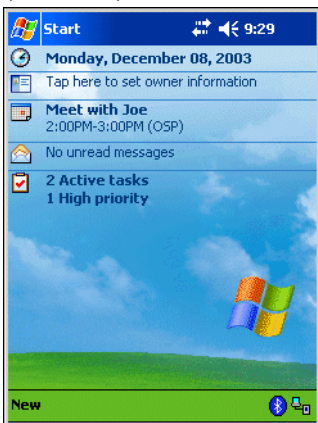 Start 9:29
Monday, December 08, 2003
Tap here to set owner information
Meet with Joe
2:00PM-3:00PM (OSP)
No unread messages
2 Active tasks
1 High priority
New